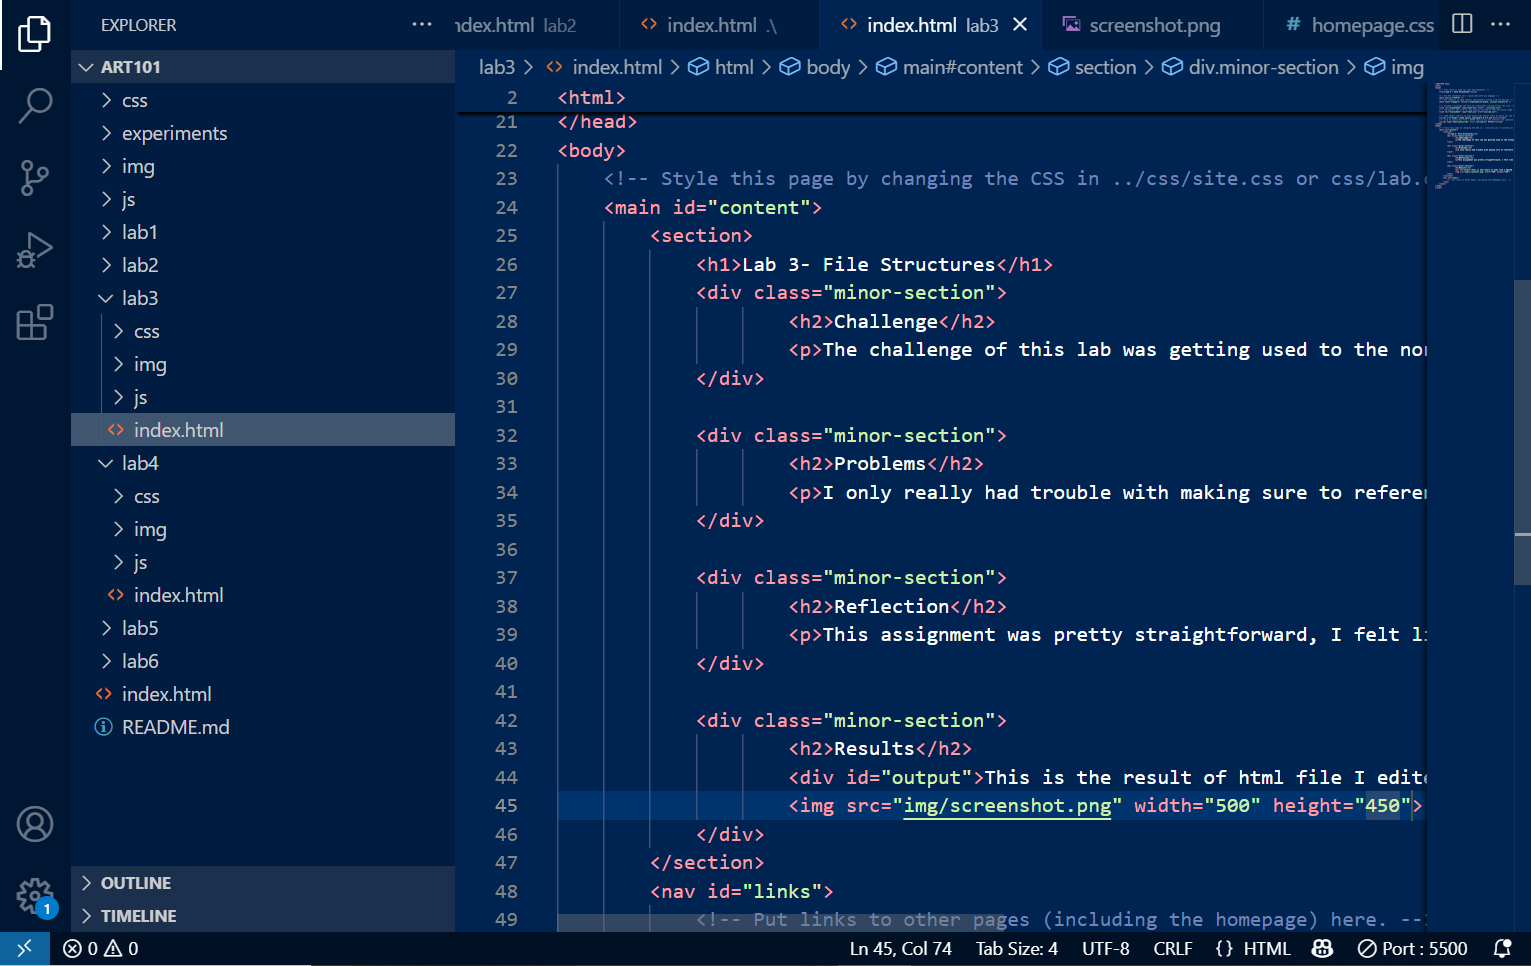 EXPLORER
ndex.html lab2
index.html .\
index.html lab3
screenshot.png
homepage.css
ART101
css
experiments
img
js
lab1
lab2
lab3
css
img
js
index.html
lab4
css
img
js
index.html
lab5
lab6
index.html
README.md
OUTLINE
TIMELINE
lab3 > index.html > html > body > main#content > section > div.minor-section > img
2 <html>
21 </head>
22 <body>
23 <!-- Style this page by changing the CSS in ../css/site.css or css/lab.
24 <main id="content">
25 <section>
26 <h1>Lab 3- File Structures</h1>
27 <div class="minor-section">
28 <h2>Challenge</h2>
29 <p>The challenge of this lab was getting used to the no
30 </div>
31
32 <div class="minor-section">
33 <h2>Problems</h2>
34 <p>I only really had trouble with making sure to refere
35 </div>
36
37 <div class="minor-section">
38 <h2>Reflection</h2>
39 <p>This assignment was pretty straightforward, I felt l
40 </div>
41
42 <div class="minor-section">
43 <h2>Results</h2>
44 <div id="output">This is the result of html file I edite
45 <img src="img/screenshot.png" width="500" height="450">
46 </div>
47 </section>
48 <nav id="links">
49 <!-- Put links to other pages (including the homepage) here. --
1
0 0 Ln 45, Col 74 Tab Size: 4 UTF-8 CRLF {} HTML Port : 5500